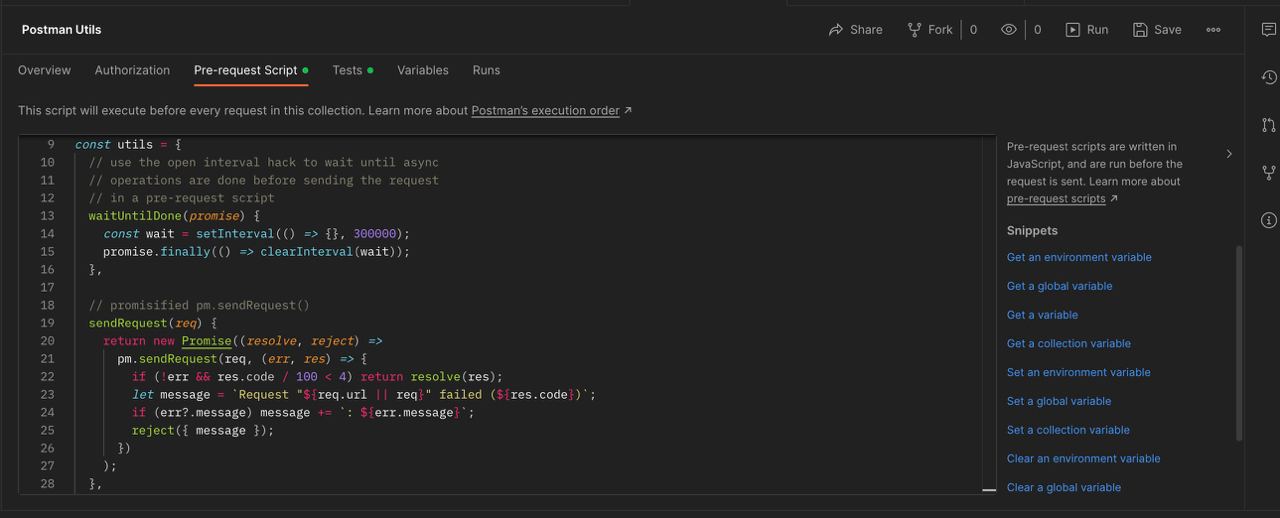 Postman Utils
Share Fork 0 0 Run Save
Overview Authorization Pre-request Script Tests Variables Runs
This script will execute before every request in this collection. Learn more about Postman's execution order ↗
9 const utils = {
10 // use the open interval hack to wait until async
11 // operations are done before sending the request
12 // in a pre-request script
13 waitUntilDone(promise) {
14 const wait = setInterval(() => {}, 300000);
15 promise.finally(() => clearInterval(wait));
16 },
17
18 // promisified pm.sendRequest()
19 sendRequest(req) {
20 return new Promise((resolve, reject) =>
21 pm.sendRequest(req, (err, res) => {
22 if (!err && res.code / 100 < 4) return resolve(res);
23 let message = `Request "${req.url || req}" failed (${res.code})`;
24 if (err?.message) message += `: ${err.message}`;
25 reject({ message });
26 })
27 );
28 },
Pre-request scripts are written in
JavaScript, and are run before the
request is sent. Learn more about
pre-request scripts ↗
Snippets
Get an environment variable
Get a global variable
Get a variable
Get a collection variable
Set an environment variable
Set a global variable
Set a collection variable
Clear an environment variable
Clear a global variable